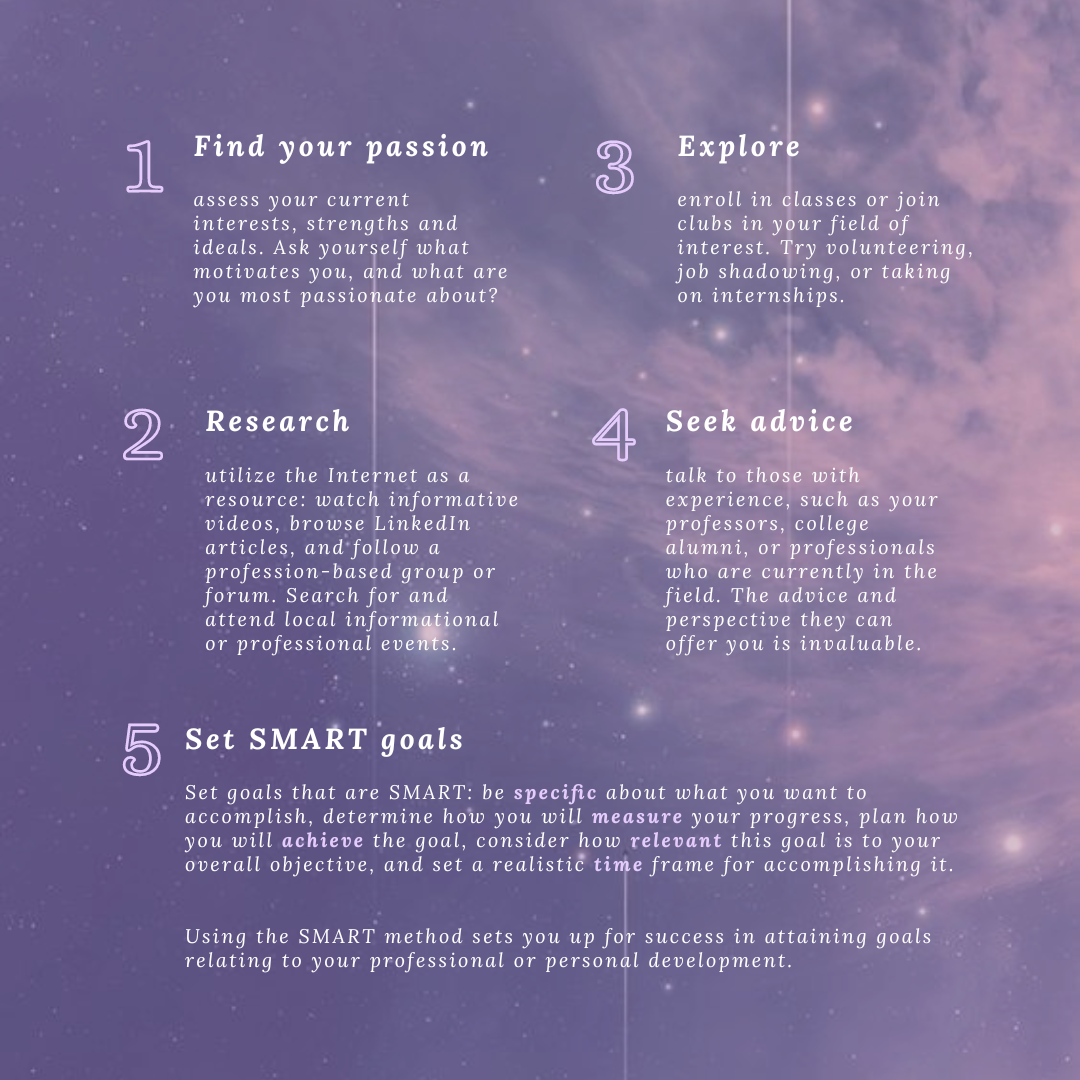 1
Find your passion
assess your current
interests, strengths and
ideals. Ask yourself what
motivates you, and what are
you most passionate about?
2
Research
utilize the Internet as a
resource: watch informative
videos, browse LinkedIn
articles, and follow a
profession-based group or
forum. Search for and
attend local informational
or professional events.
3
Explore
enroll in classes or join
clubs in your field of
interest. Try volunteering,
job shadowing, or taking
on internships.
4
Seek advice
talk to those with
experience, such as your
professors, college
alumni, or professionals
who are currently in the
field. The advice and
perspective they can
offer you is invaluable.
5
Set SMART goals
Set goals that are SMART: be specific about what you want to
accomplish, determine how you will measure your progress, plan how
you will achieve the goal, consider how relevant this goal is to your
overall objective, and set a realistic time frame for accomplishing it.
Using the SMART method sets you up for success in attaining goals
relating to your professional or personal development.